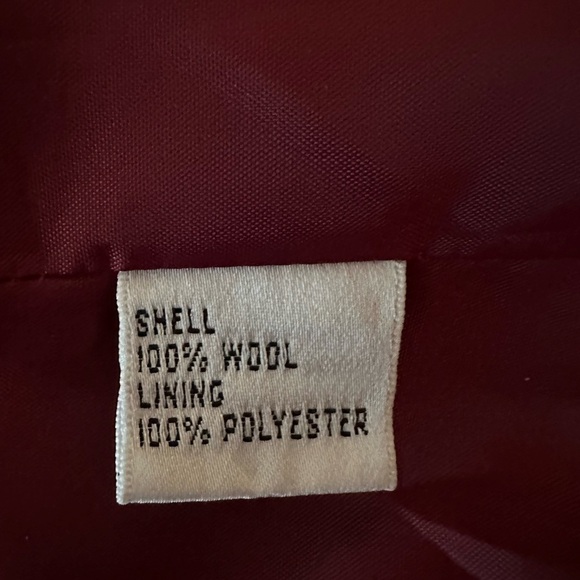 SHELL
100% WOOL
LINING
100% POLYESTER